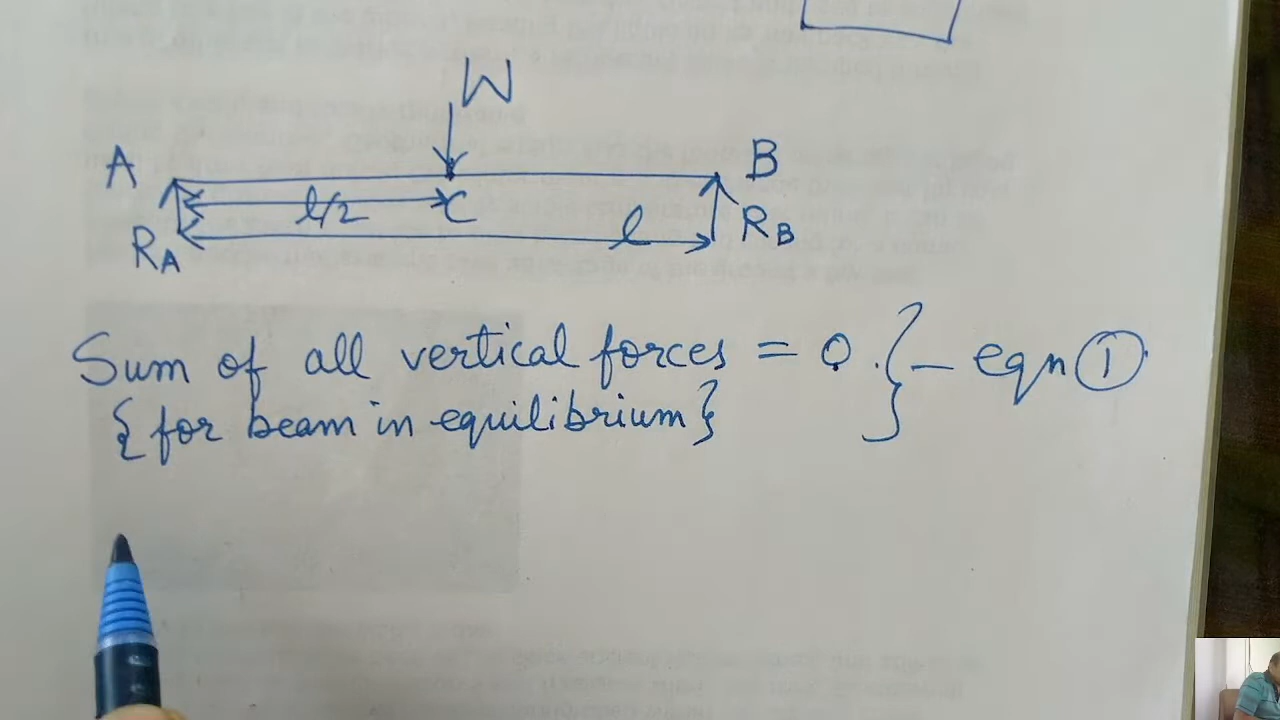 W
A B
l/2 C
RA l RB
Sum of all vertical forces = 0. } – eqn ①
{for beam in equilibrium}